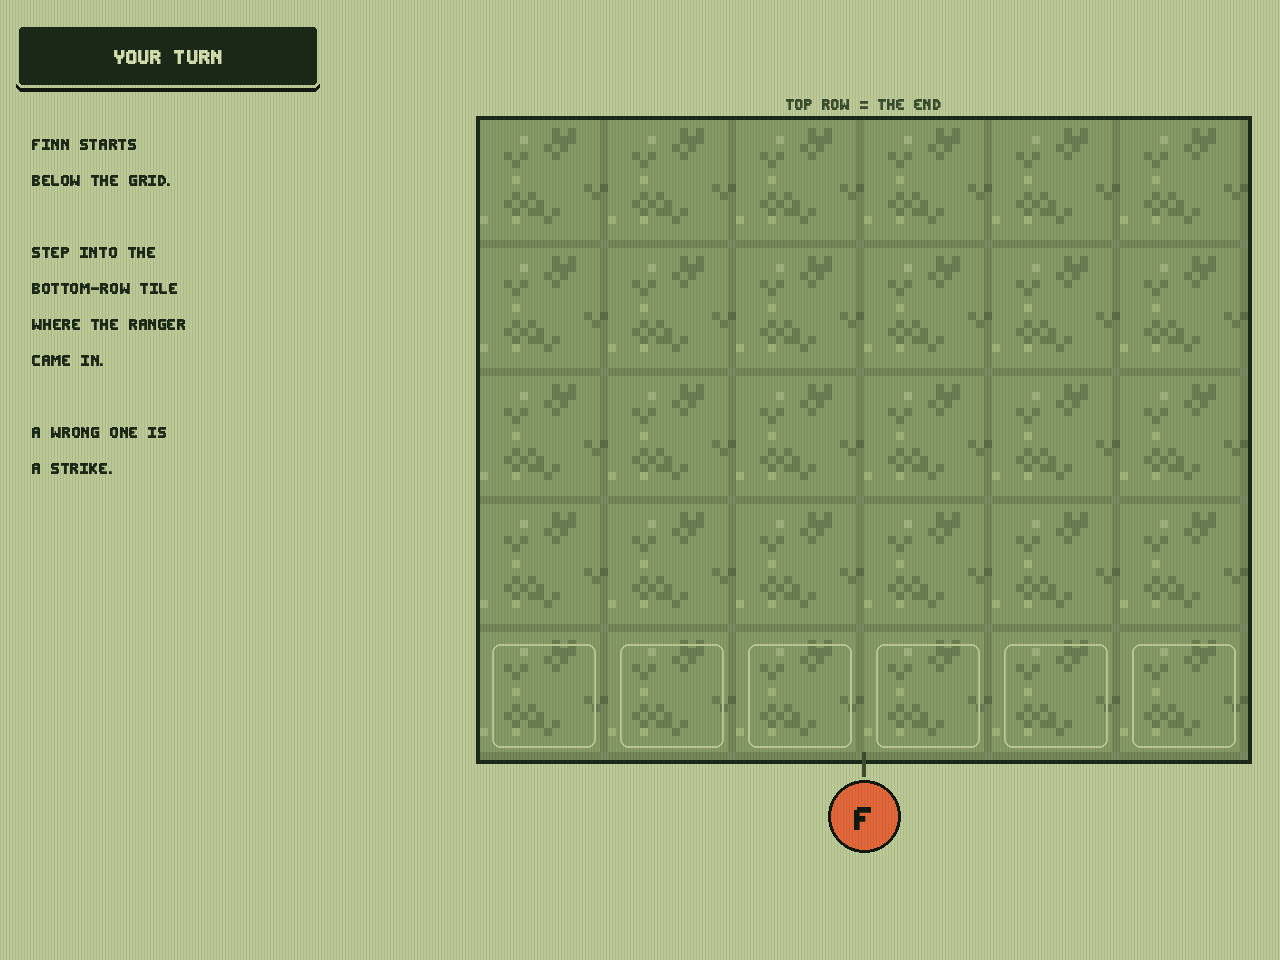 YOUR TURN
TOP ROW = THE END
FINN STARTS
BELOW THE GRID.
STEP INTO THE
BOTTOM-ROW TILE
WHERE THE RANGER
CAME IN.
A WRONG ONE IS
A STRIKE.
F